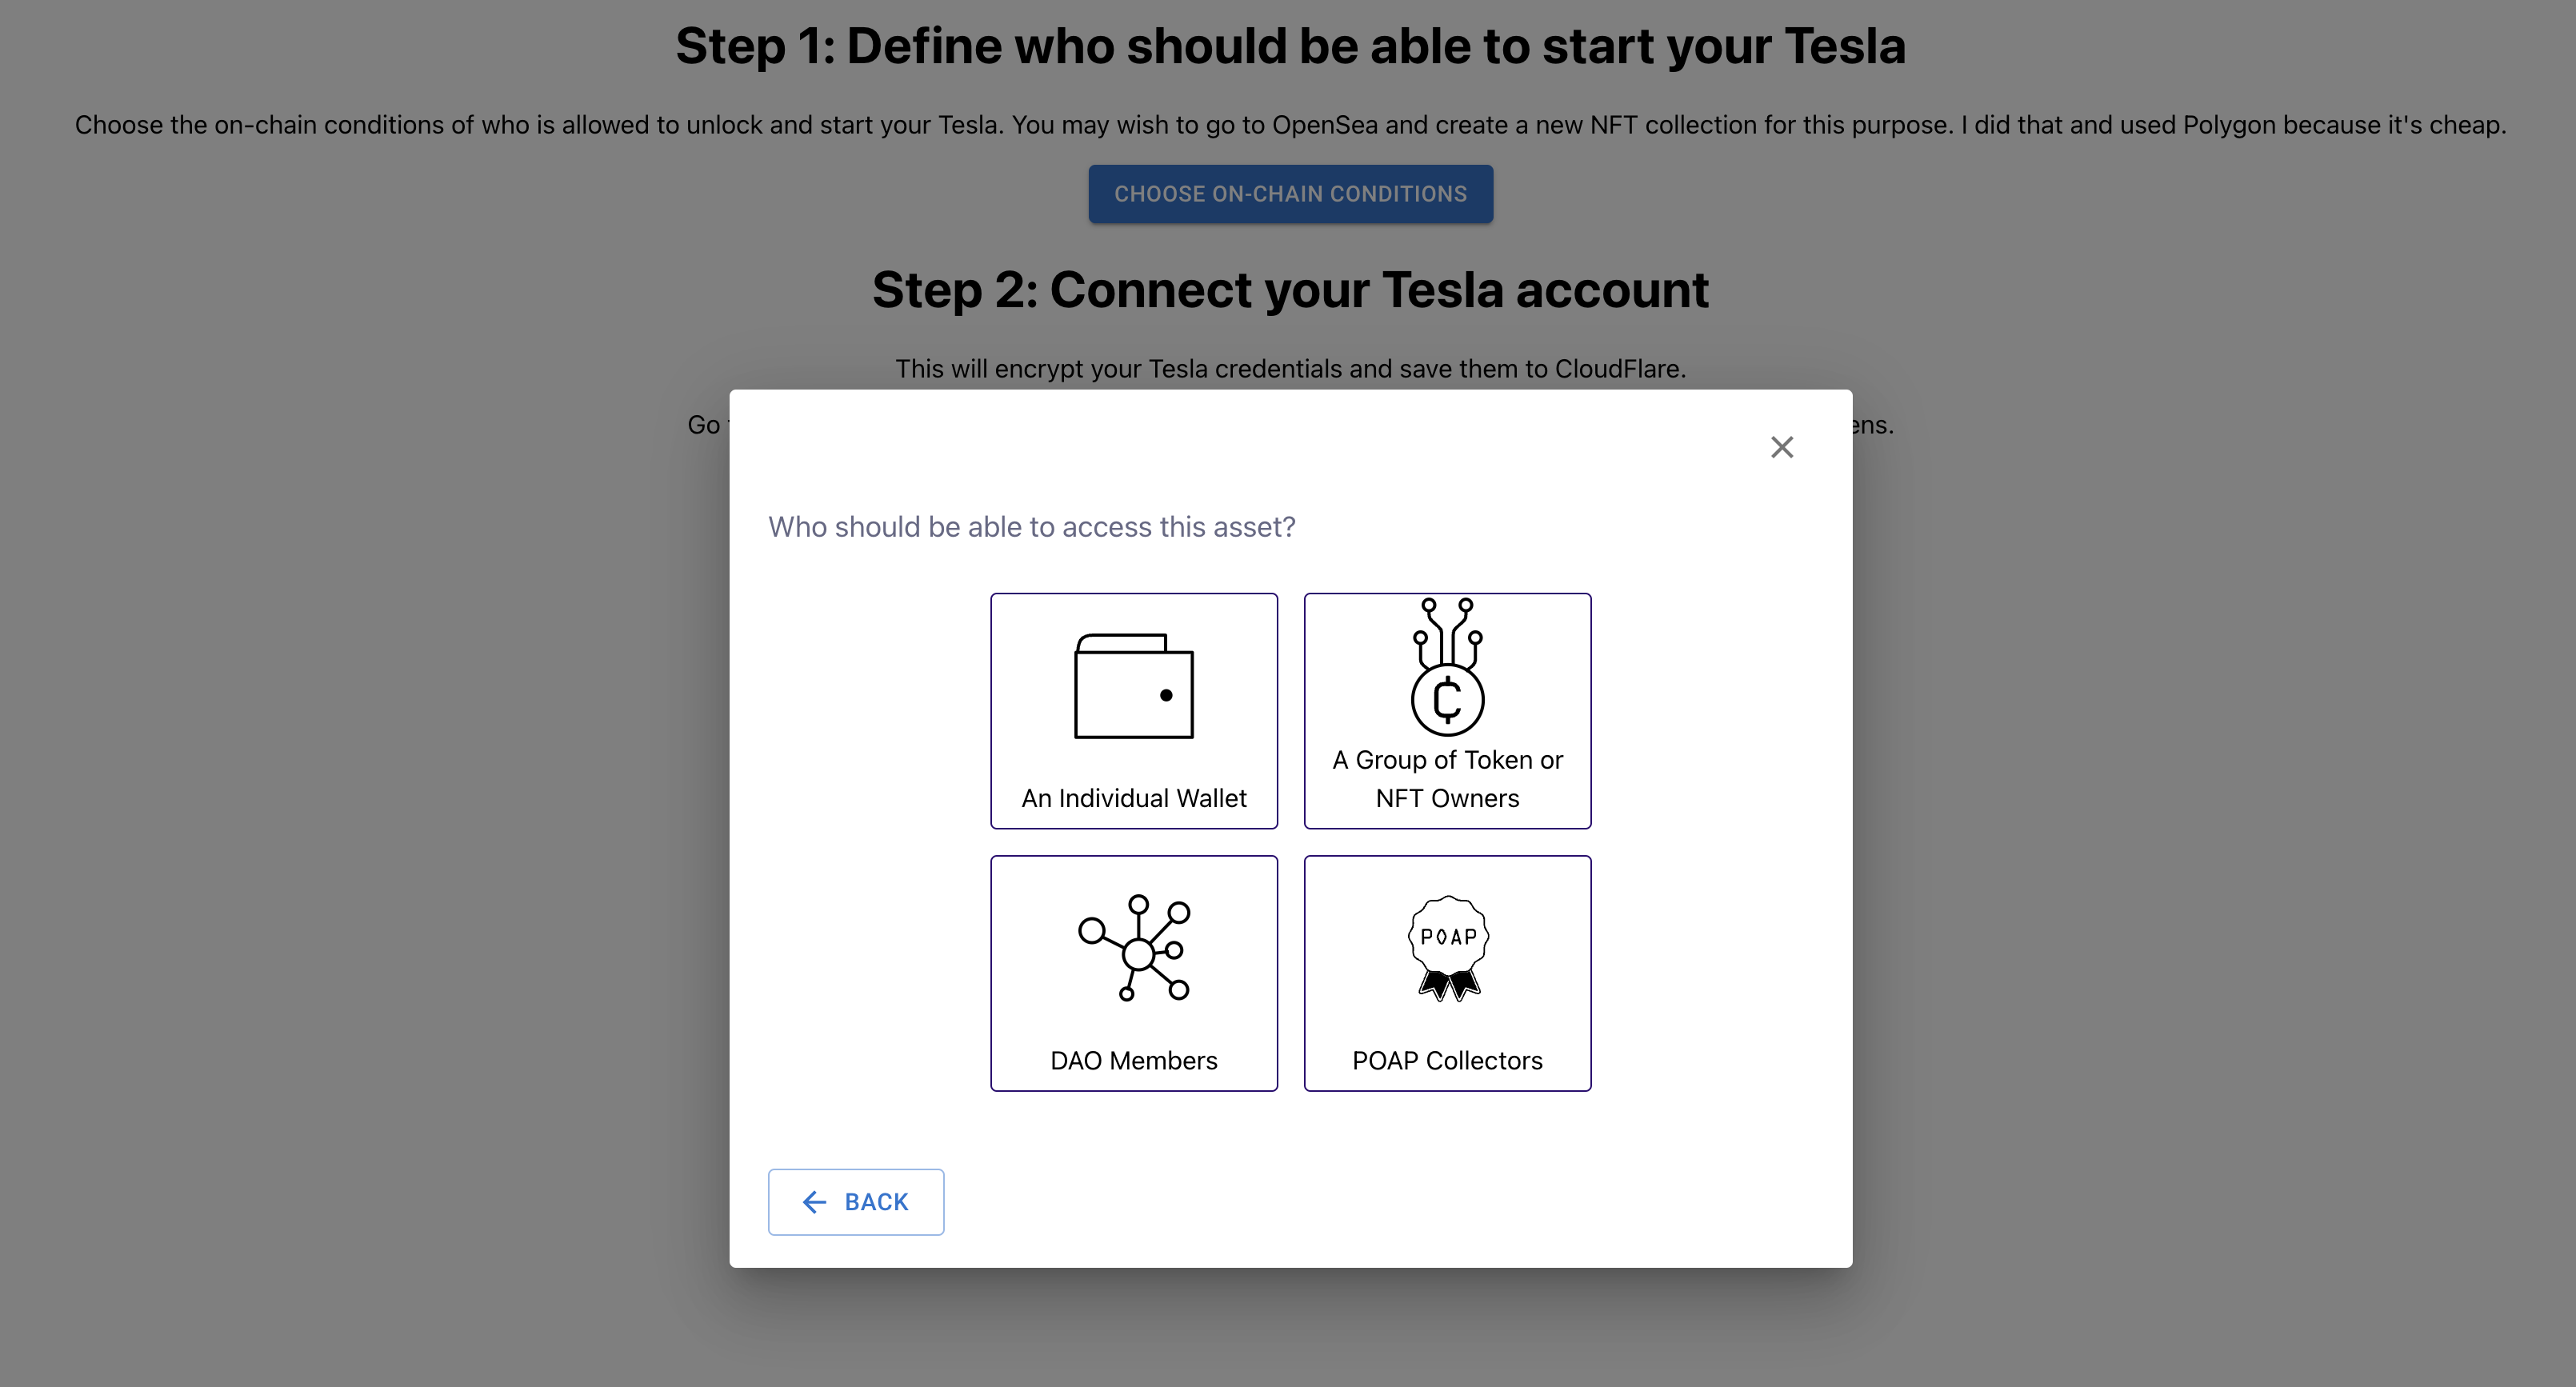 Step 1: Define who should be able to start your Tesla
Choose the on-chain conditions of who is allowed to unlock and start your Tesla. You may wish to go to OpenSea and create a new NFT collection for this purpose. I did that and used Polygon because it's cheap.
CHOOSE ON-CHAIN CONDITIONS
Step 2: Connect your Tesla account
This will encrypt your Tesla credentials and save them to CloudFlare.
Go
Who should be able to access this asset?
An Individual Wallet
A Group of Token or
NFT Owners
POAP
DAO Members
POAP Collectors
BACK